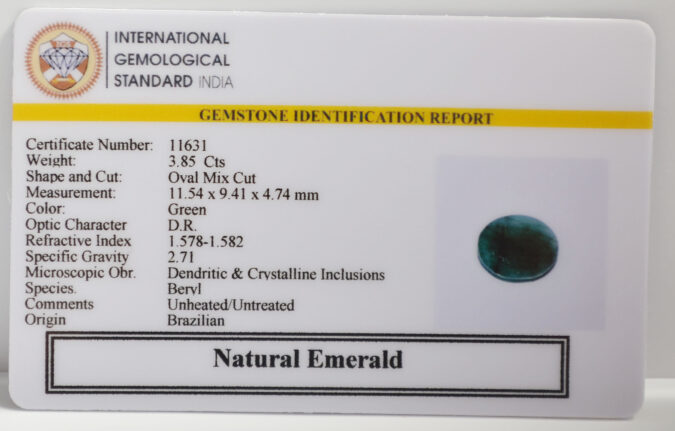 INTERNATIONAL
GEMOLOGICAL
STANDARD INDIA
GEMSTONE IDENTIFICATION REPORT
Certificate Number: 11631
Weight: 3.85 Cts
Shape and Cut: Oval Mix Cut
Measurement: 11.54 x 9.41 x 4.74 mm
Color: Green
Optic Character D.R.
Refractive Index 1.578-1.582
Specific Gravity 2.71
Microscopic Obr. Dendritic & Crystalline Inclusions
Species. Beryl
Comments Unheated/Untreated
Origin Brazilian
Natural Emerald